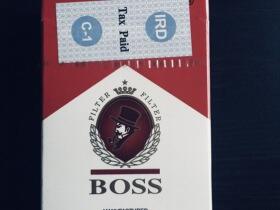 IRD
Tax Paid
C-1
FILTER FILTER
BOSS